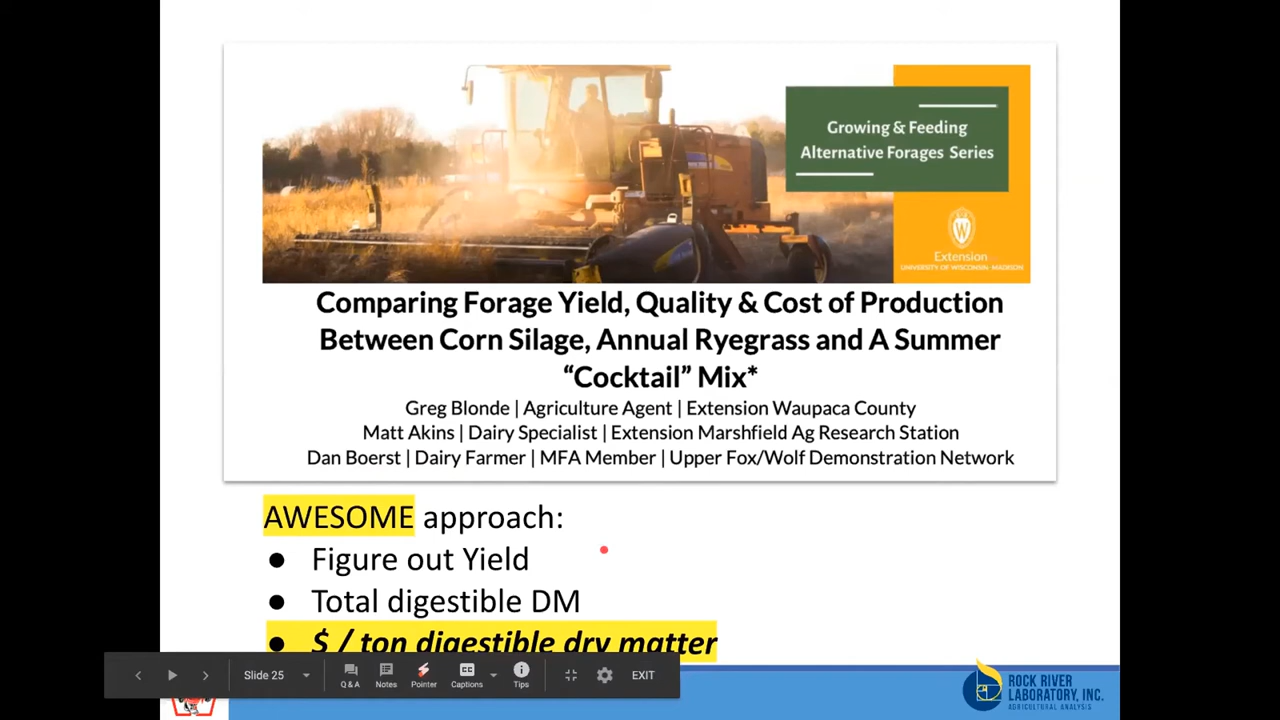 Growing & Feeding
Alternative Forages Series
W
Extension
UNIVERSITY OF WISCONSIN-MADISON
Comparing Forage Yield, Quality & Cost of Production
Between Corn Silage, Annual Ryegrass and A Summer
“Cocktail” Mix*
Greg Blonde | Agriculture Agent | Extension Waupaca County
Matt Akins | Dairy Specialist | Extension Marshfield Ag Research Station
Dan Boerst | Dairy Farmer | MFA Member | Upper Fox/Wolf Demonstration Network
AWESOME approach:
● Figure out Yield
● Total digestible DM
● $ / ton digestible dry matter
Slide 25
Q & A
Notes
Pointer
CC
Captions
Tips
EXIT
ROCK RIVER
LABORATORY, INC.
AGRICULTURAL ANALYSIS